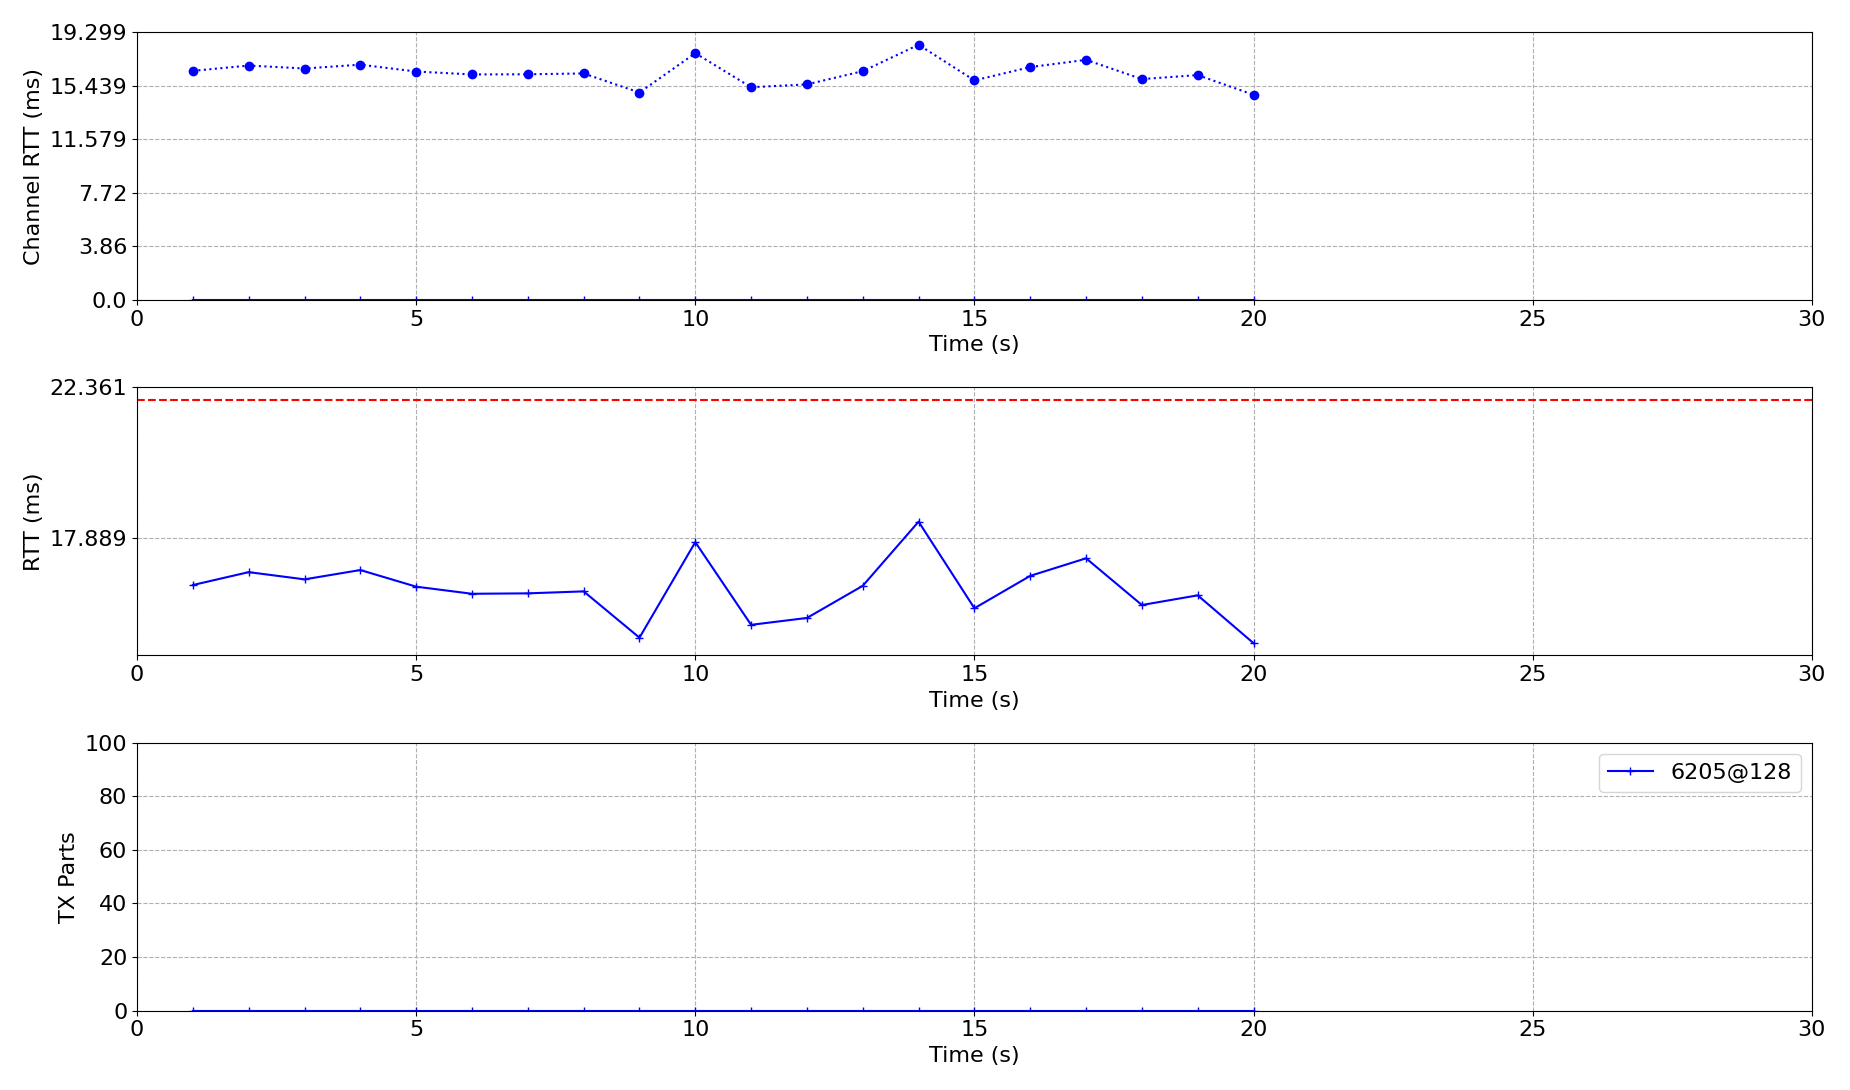 19.299
15.439
11.579
7.72
3.86
0.0
Channel RTT (ms)
0 5 10 15 20 25 30
Time (s)
22.361
17.889
RTT (ms)
0 5 10 15 20 25 30
Time (s)
100
80
60
40
20
0
TX Parts
6205@128
0 5 10 15 20 25 30
Time (s)